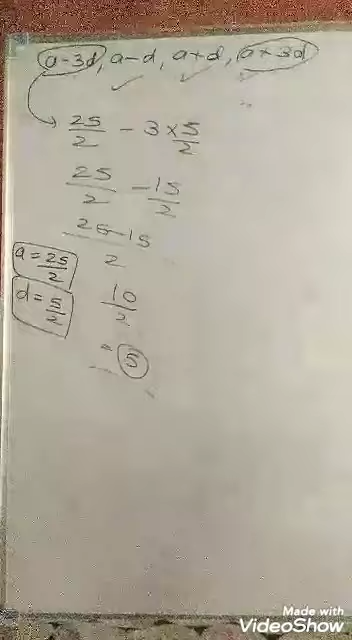 a-3d, a-d, a+d, a+3d
25/2 - 3×5/2
25/2 - 15/2
25-15/2
a=25/2
d=5/2
10/2
=5
Made with
VideoShow